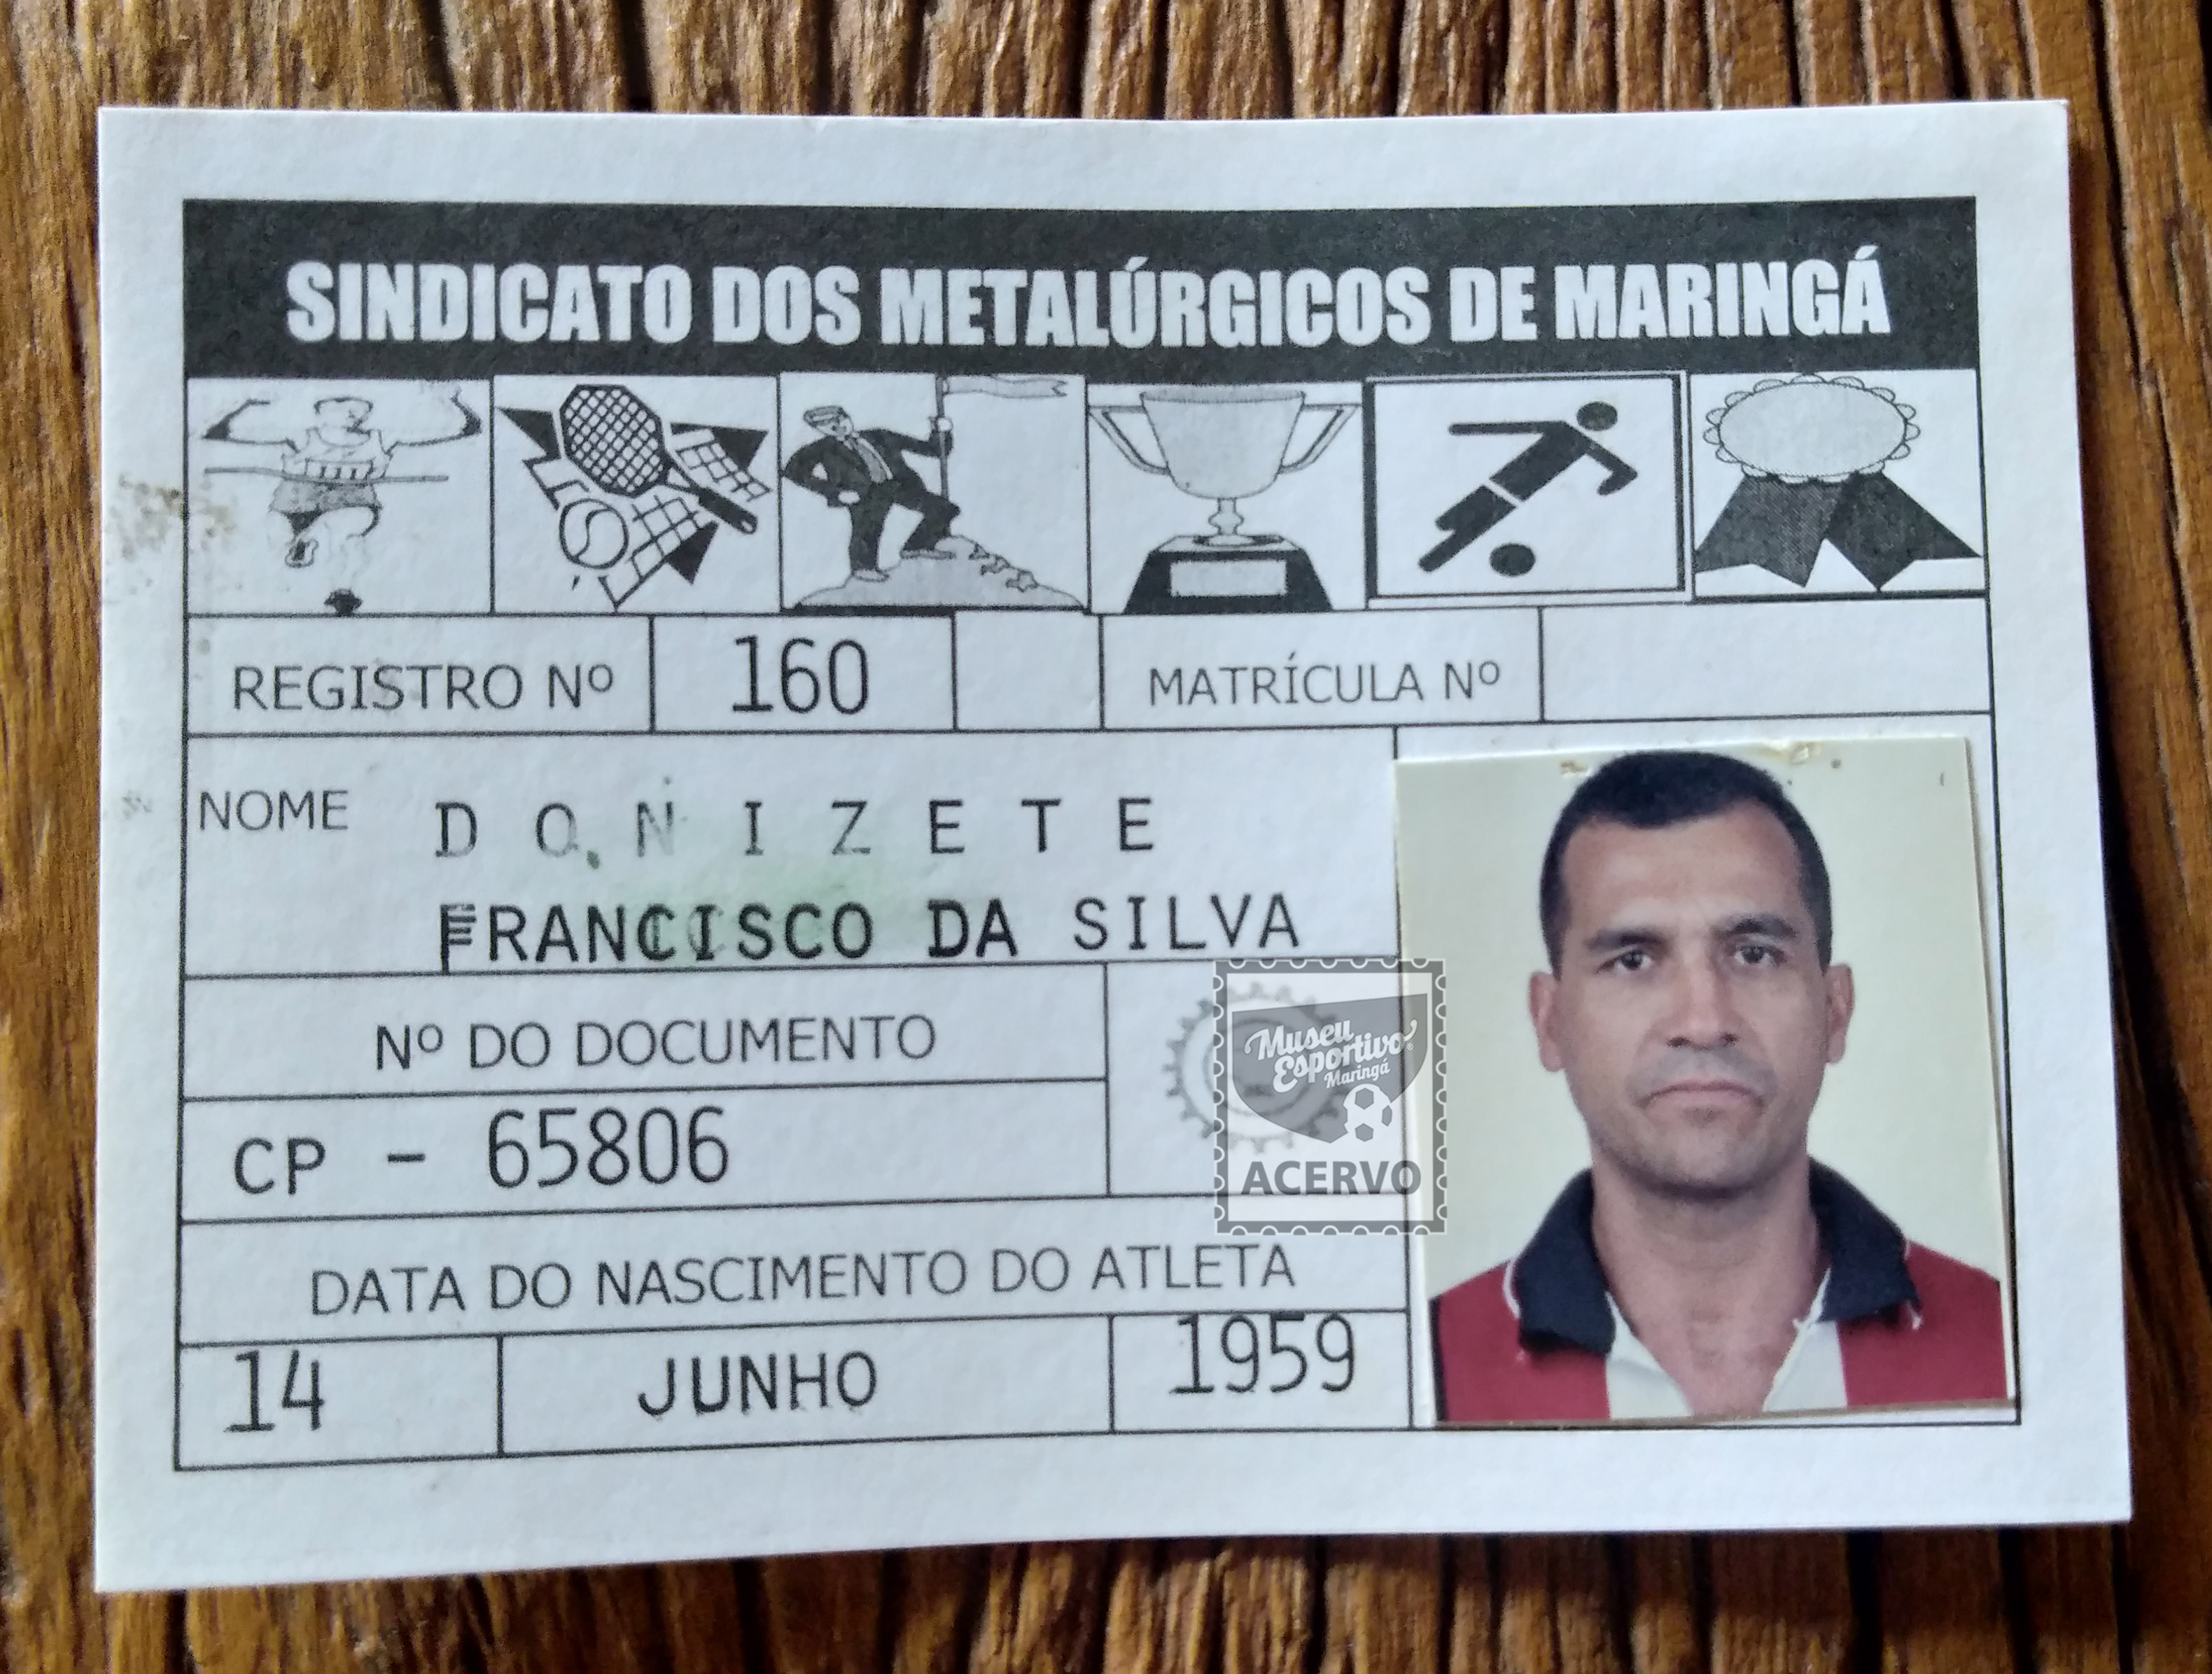 SINDICATO DOS METALÚRGICOS DE MARINGÁ
REGISTRO Nº 160 MATRÍCULA Nº
NOME DONIZETE
FRANCISCO DA SILVA
Nº DO DOCUMENTO
CP - 65806
Museu
Esportivo
Maringá
ACERVO
DATA DO NASCIMENTO DO ATLETA
14 JUNHO 1959